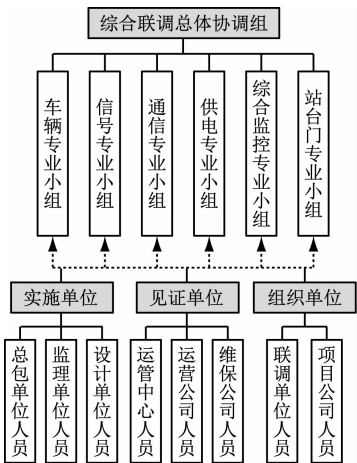 综合联调总体协调组
车辆专业小组
信号专业小组
通信专业小组
供电专业小组
综合监控专业小组
站台门专业小组
实施单位
见证单位
组织单位
总包单位人员
监理单位人员
设计单位人员
运管中心人员
运营公司人员
维保公司人员
联调单位人员
项目公司人员